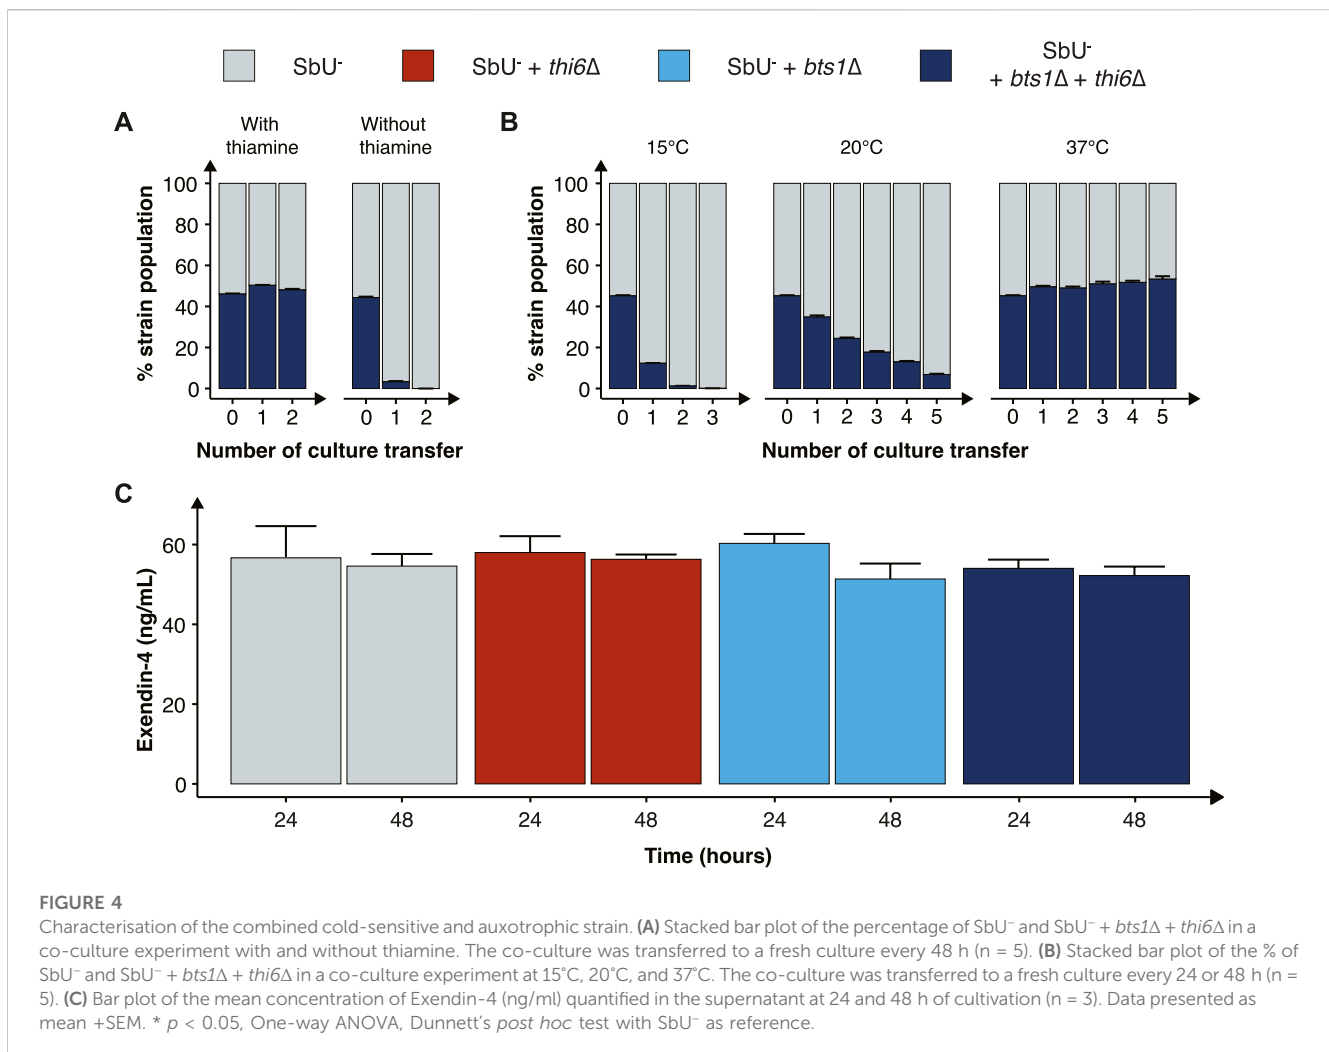 SbU⁻
SbU⁻ + thi6Δ
SbU⁻ + bts1Δ
SbU⁻
+ bts1Δ + thi6Δ
A
With
thiamine
Without
thiamine
% strain population
100
80
60
40
20
0
0 1 2
0 1 2
Number of culture transfer
B
15°C
20°C
37°C
% strain population
100
80
60
40
20
0
0 1 2 3
0 1 2 3 4 5
0 1 2 3 4 5
Number of culture transfer
C
Exendin-4 (ng/mL)
60
40
20
0
24 48 24 48 24 48 24 48
Time (hours)
FIGURE 4
Characterisation of the combined cold-sensitive and auxotrophic strain. (A) Stacked bar plot of the percentage of SbU⁻ and SbU⁻ + bts1Δ + thi6Δ in a
co-culture experiment with and without thiamine. The co-culture was transferred to a fresh culture every 48 h (n = 5). (B) Stacked bar plot of the % of
SbU⁻ and SbU⁻ + bts1Δ + thi6Δ in a co-culture experiment at 15°C, 20°C, and 37°C. The co-culture was transferred to a fresh culture every 24 or 48 h (n =
5). (C) Bar plot of the mean concentration of Exendin-4 (ng/ml) quantified in the supernatant at 24 and 48 h of cultivation (n = 3). Data presented as
mean +SEM. * p < 0.05, One-way ANOVA, Dunnett's post hoc test with SbU⁻ as reference.